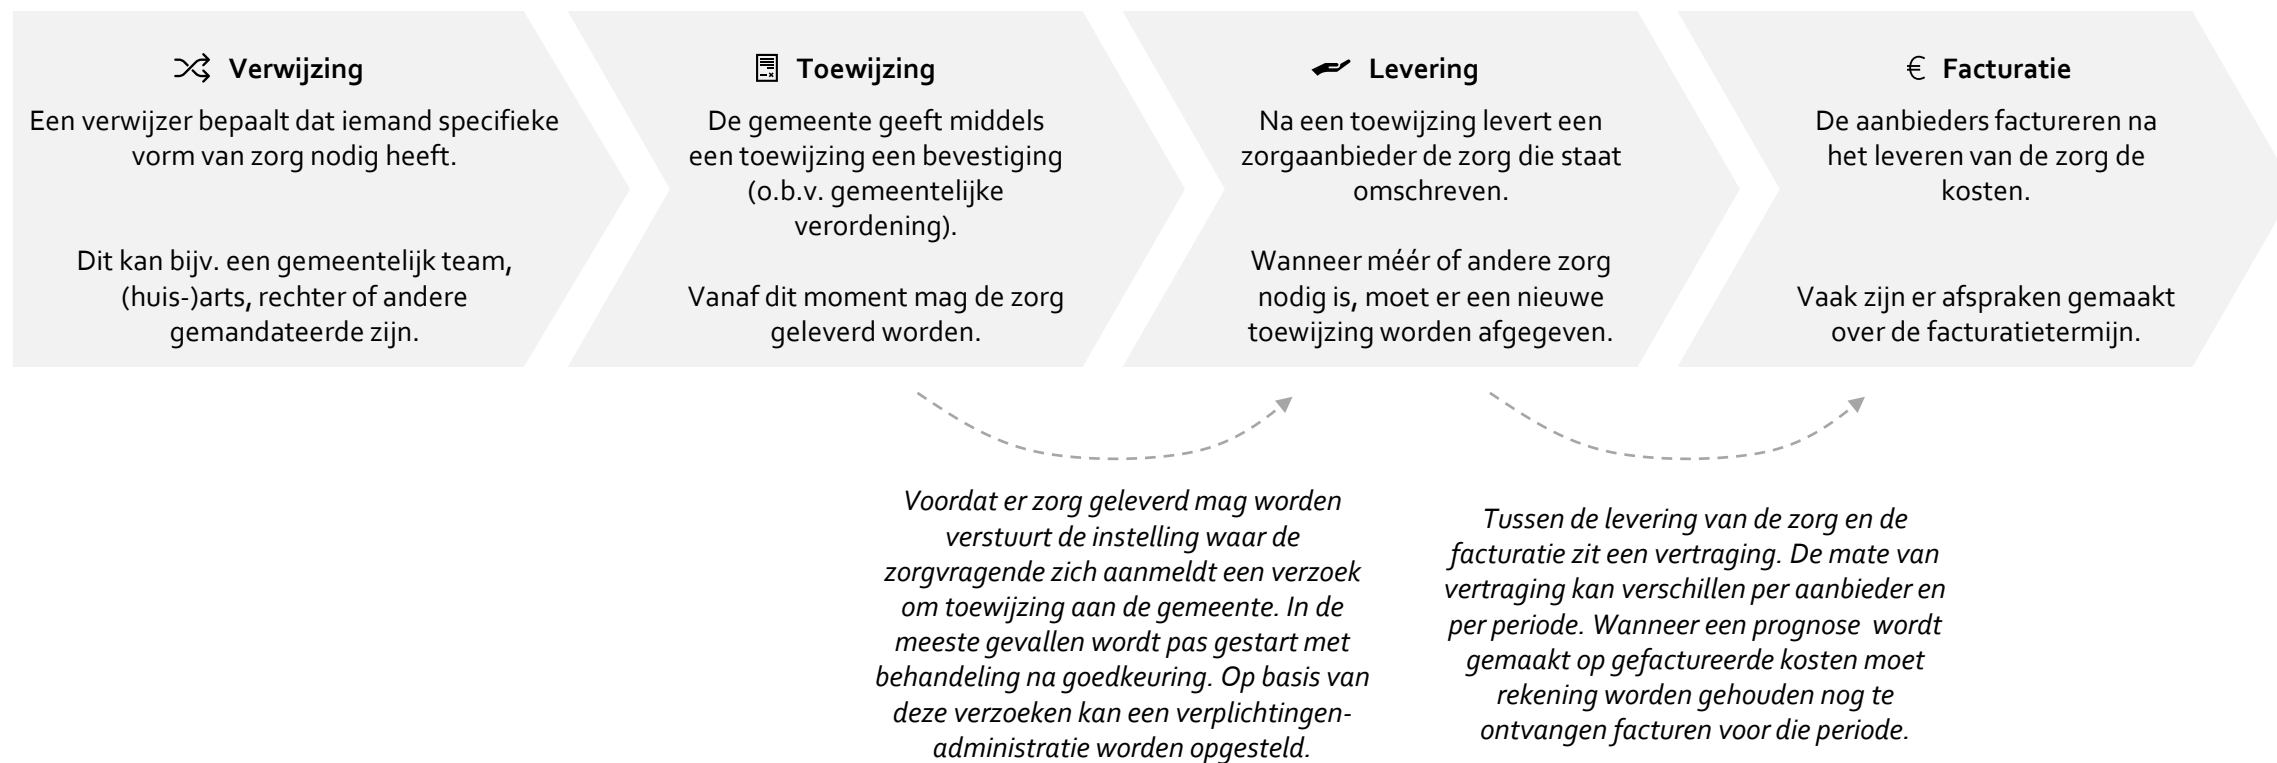 Verwijzing
Een verwijzer bepaalt dat iemand specifieke
vorm van zorg nodig heeft.
Dit kan bijv. een gemeentelijk team,
(huis-)arts, rechter of andere
gemandateerde zijn.
Toewijzing
De gemeente geeft middels
een toewijzing een bevestiging
(o.b.v. gemeentelijke
verordening).
Vanaf dit moment mag de zorg
geleverd worden.
Levering
Na een toewijzing levert een
zorgaanbieder de zorg die staat
omschreven.
Wanneer méér of andere zorg
nodig is, moet er een nieuwe
toewijzing worden afgegeven.
€ Facturatie
De aanbieders factureren na
het leveren van de zorg de
kosten.
Vaak zijn er afspraken gemaakt
over de facturatietermijn.
Voordat er zorg geleverd mag worden
verstuurt de instelling waar de
zorgvragende zich aanmeldt een verzoek
om toewijzing aan de gemeente. In de
meeste gevallen wordt pas gestart met
behandeling na goedkeuring. Op basis van
deze verzoeken kan een verplichtingen-
administratie worden opgesteld.
Tussen de levering van de zorg en de
facturatie zit een vertraging. De mate van
vertraging kan verschillen per aanbieder en
per periode. Wanneer een prognose wordt
gemaakt op gefactureerde kosten moet
rekening worden gehouden nog te
ontvangen facturen voor die periode.